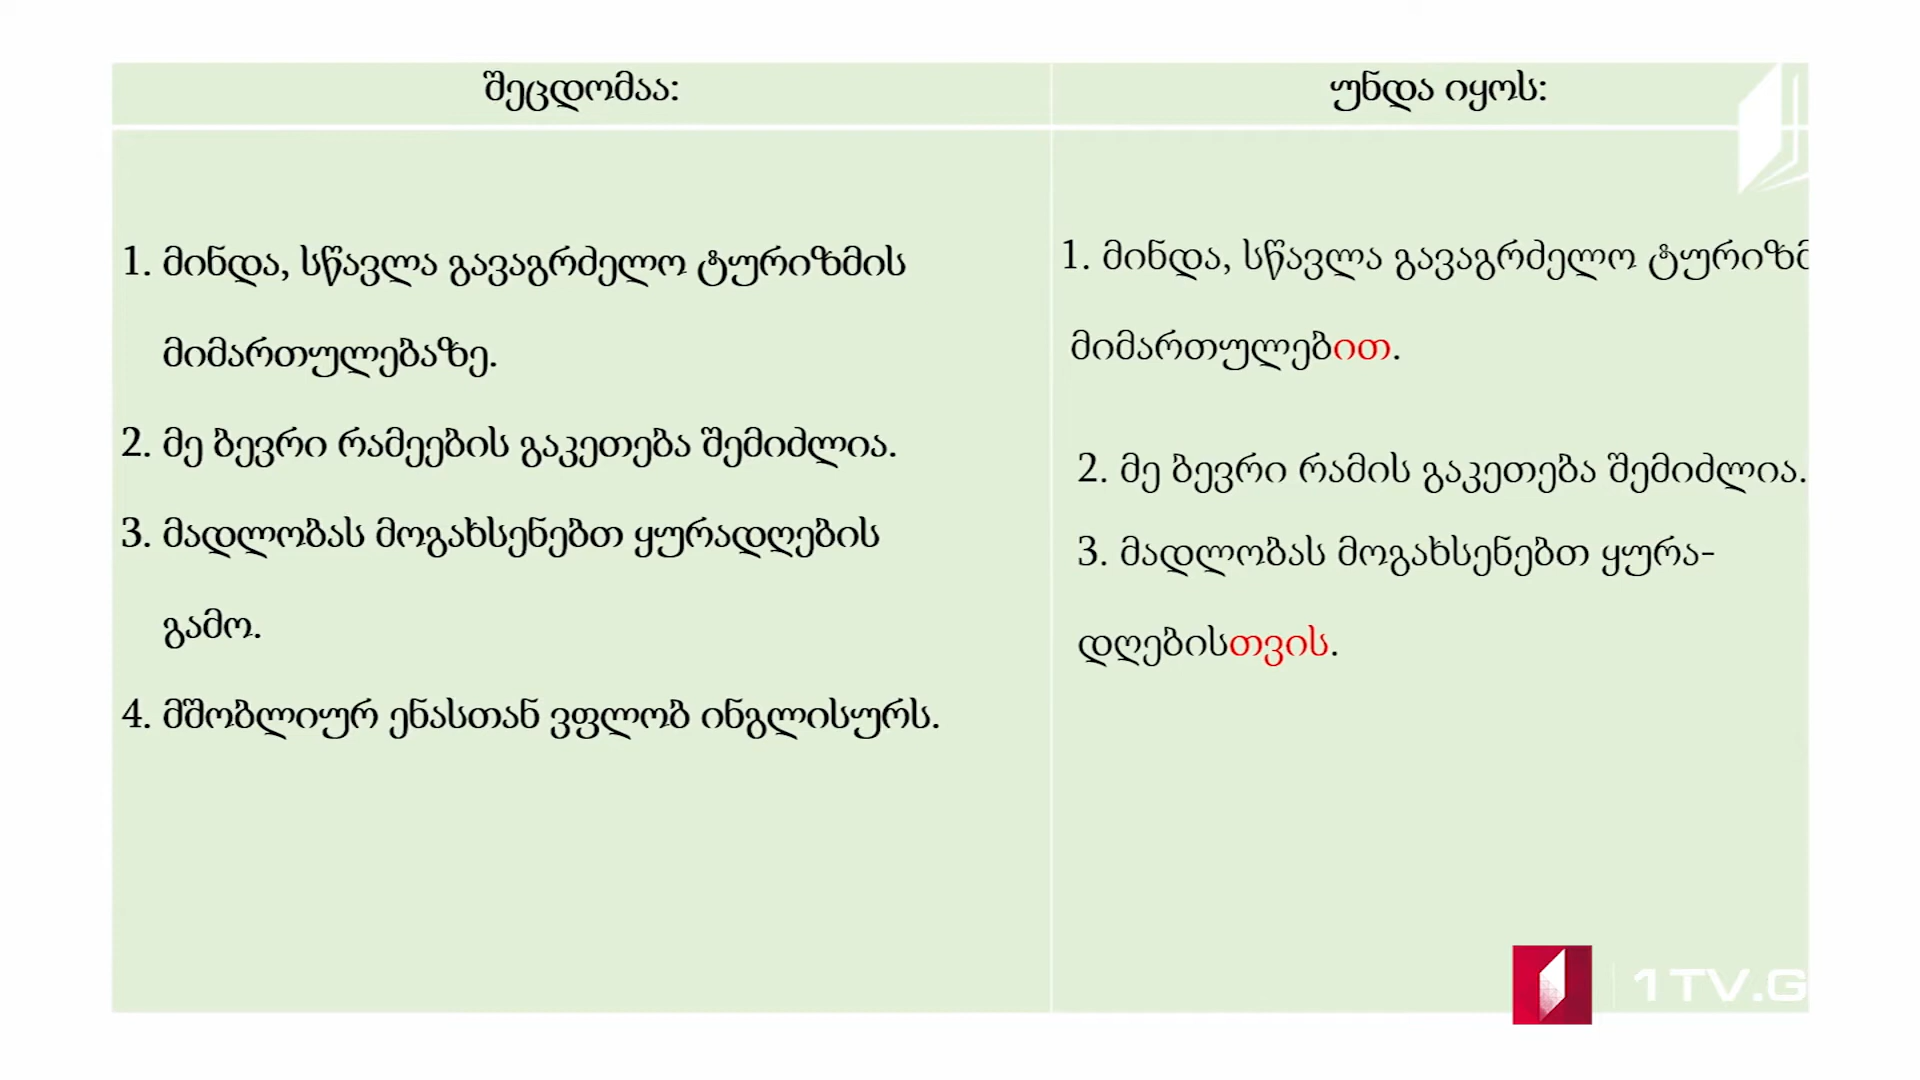 შეცდომაა:
უნდა იყოს:
1. მინდა, სწავლა გავაგრძელო ტურიზმის
მიმართულებაზე.
2. მე ბევრი რამეების გაკეთება შემიძლია.
3. მადლობას მოგახსენებთ ყურადღების
გამო.
4. მშობლიურ ენასთან ვფლობ ინგლისურს.
1. მინდა, სწავლა გავაგრძელო
მიმართულებით.
2. მე ბევრი რამის გაკეთება შემიძლია.
3. მადლობას მოგახსენებთ ყურა-
დღებისთვის.